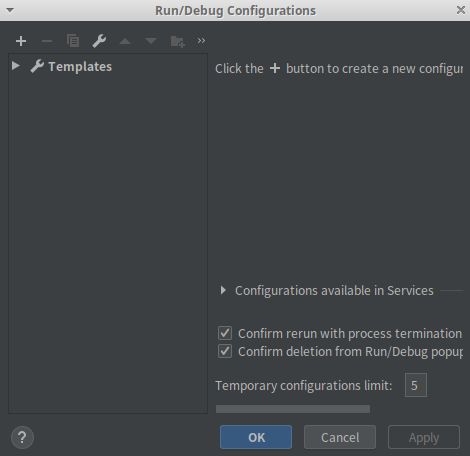 Run/Debug Configurations
Templates
Click the + button to create a new configur
Configurations available in Services
Confirm rerun with process termination
Confirm deletion from Run/Debug popup
Temporary configurations limit: 5
? OK Cancel Apply